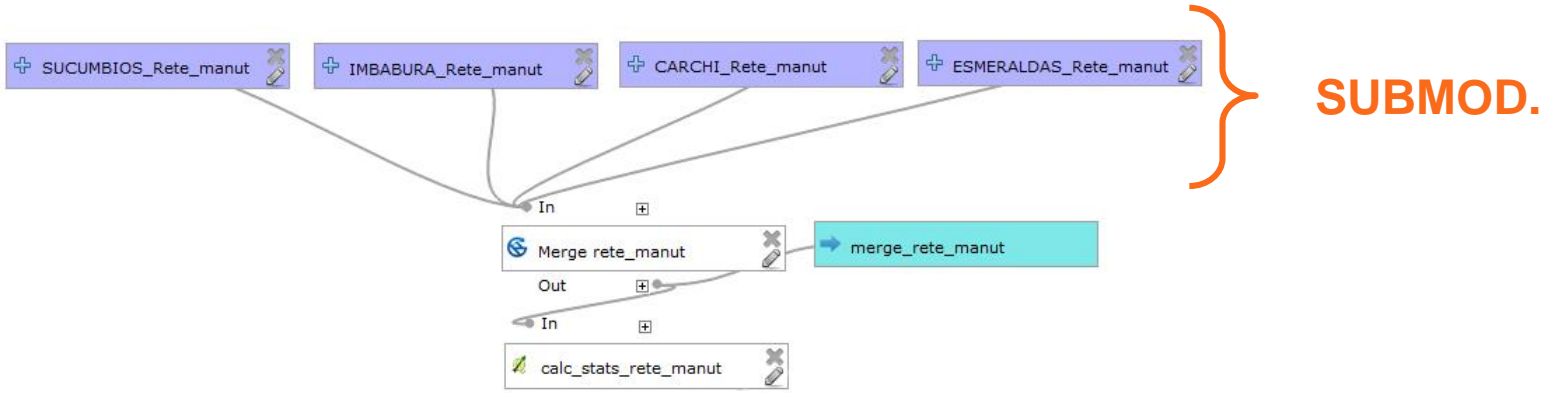 SUCUMBIOS_Rete_manut
IMBABURA_Rete_manut
CARCHI_Rete_manut
ESMERALDAS_Rete_manut
SUBMOD.
In
Merge rete_manut
merge_rete_manut
Out
In
calc_stats_rete_manut